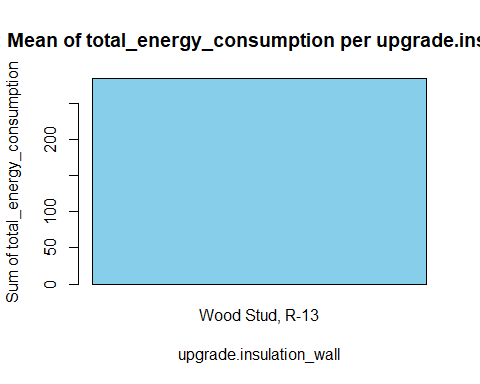 Mean of total_energy_consumption per upgrade.ins
Sum of total_energy_consumption
200
100
50
0
Wood Stud, R-13
upgrade.insulation_wall